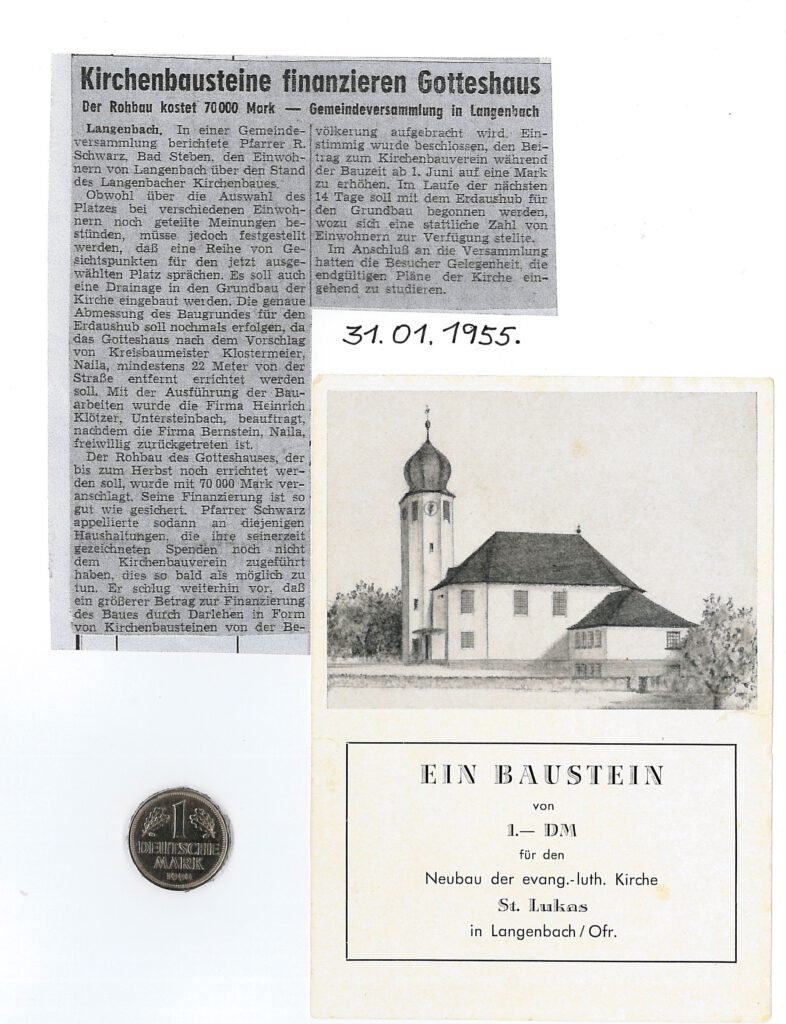 Kirchenbausteine finanzieren Gotteshaus
Der Rohbau kostet 70000 Mark — Gemeindeversammlung in Langenbach
Langenbach. In einer Gemeinde-
versammlung berichtete Pfarrer R.
Schwarz, Bad Steben, den Einwoh-
nern von Langenbach über den Stand
des Langenbacher Kirchenbaues.
Obwohl über die Auswahl des
Platzes bei verschiedenen Einwoh-
nern noch geteilte Meinungen be-
stünden, müsse jedoch festgestellt
werden, daß eine Reihe von Ge-
sichtspunkten für den jetzt ausge-
wählten Platz sprächen. Es soll auch
eine Drainage in den Grundbau der
Kirche eingebaut werden. Die genaue
Abmessung des Baugrundes für den
Erdaushub soll nochmals erfolgen, da
das Gotteshaus nach dem Vorschlag
von Kreisbaumeister Klostermeier,
Naila, mindestens 22 Meter von der
Straße entfernt errichtet werden
soll. Mit der Ausführung der Bau-
arbeiten wurde die Firma Heinrich
Klötzer, Untersteinbach, beauftragt,
nachdem die Firma Bernstein, Naila,
freiwillig zurückgetreten ist.
Der Rohbau des Gotteshauses, der
bis zum Herbst noch errichtet wer-
den soll, wurde mit 70 000 Mark ver-
anschlagt. Seine Finanzierung ist so
gut wie gesichert. Pfarrer Schwarz
appellierte sodann an diejenigen
Haushaltungen, die ihre seinerzeit
gezeichneten Spenden noch nicht
dem Kirchenbauverein zugeführt
haben, dies so bald als möglich zu
tun. Er schlug weiterhin vor, daß
ein größerer Betrag zur Finanzierung
des Baues durch Darlehen in Form
von Kirchenbausteinen von der Be-
völkerung aufgebracht wird. Ein-
stimmig wurde beschlossen, den Bei-
trag zum Kirchenbauverein während
der Bauzeit ab 1. Juni auf eine Mark
zu erhöhen. Im Laufe der nächsten
14 Tage soll mit dem Erdaushub für
den Grundbau begonnen werden,
wozu sich eine stattliche Zahl von
Einwohnern zur Verfügung stellte.
Im Anschluß an die Versammlung
hatten die Besucher Gelegenheit, die
endgültigen Pläne der Kirche ein-
gehend zu studieren.
31.01.1955.
EIN BAUSTEIN
von
1.— DM
für den
Neubau der evang.-luth. Kirche
St. Lukas
in Langenbach/Ofr.
1
DEUTSCHE
MARK